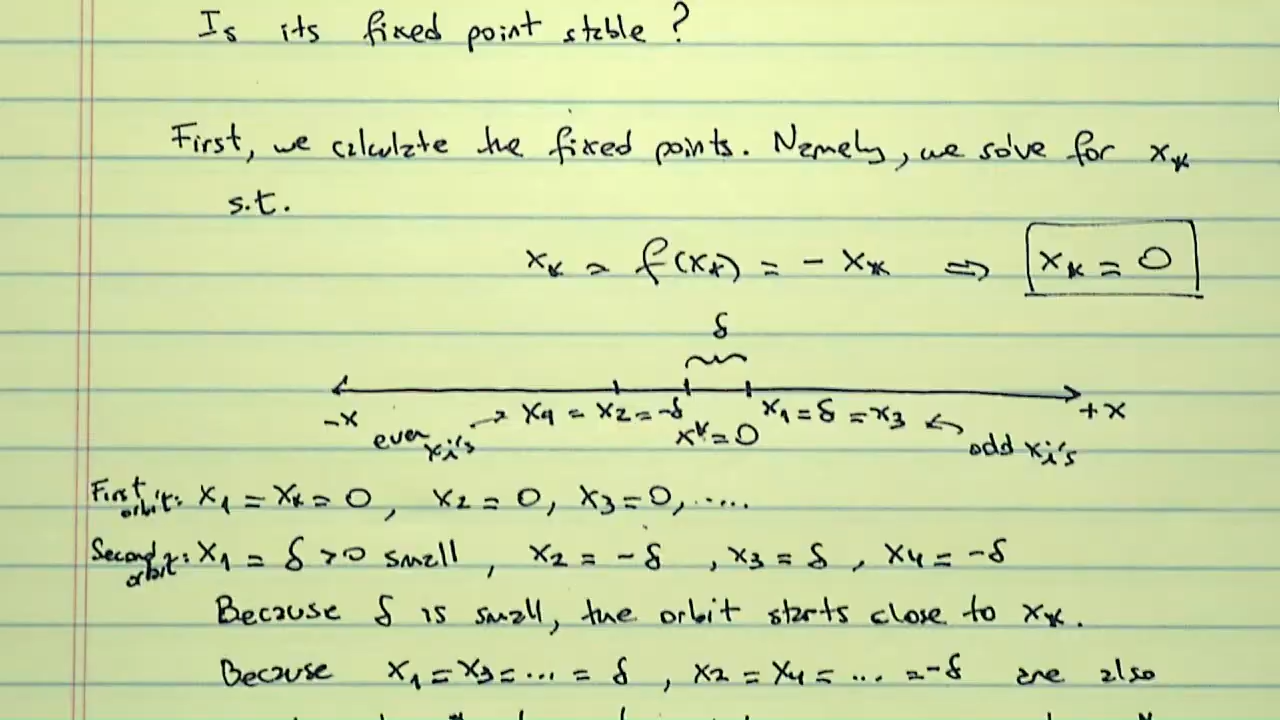 Is its fixed point stable ?
First, we calculate the fixed points. Namely, we solve for x*
s.t.
x* = f(x*) = - x* ⇒ x* = 0
δ
-x even xi's → x4 = x2 = -δ x* = 0 x1 = δ = x3 ← odd xi's +x
First orbit: x1 = x* = 0, x2 = 0, x3 = 0, .....
Second orbit: x1 = δ > 0 small, x2 = -δ, x3 = δ, x4 = -δ
Because δ is small, the orbit starts close to x*.
Because x1 = x3 = ... = δ, x2 = x4 = ... = -δ are also